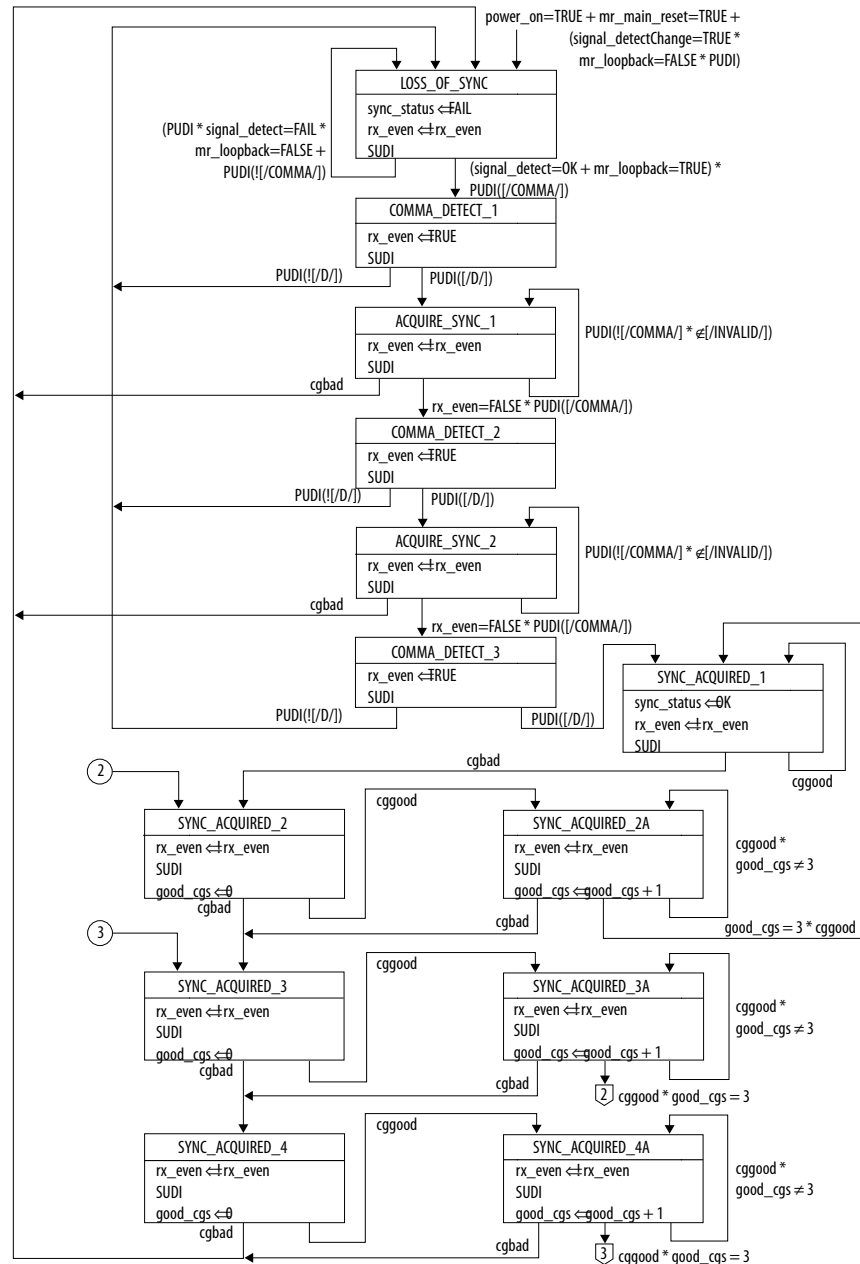 power_on=TRUE + mr_main_reset=TRUE +
(signal_detectChange=TRUE *
mr_loopback=FALSE * PUDI)
LOSS_OF_SYNC
sync_status ⇐FAIL
rx_even ⇐!rx_even
SUDI
(PUDI * signal_detect=FAIL *
mr_loopback=FALSE +
PUDI(![/COMMA/])
(signal_detect=OK + mr_loopback=TRUE) *
PUDI([/COMMA/)
COMMA_DETECT_1
rx_even ⇐TRUE
SUDI
PUDI(![/D/])
PUDI([/D/])
ACQUIRE_SYNC_1
rx_even ⇐!rx_even
SUDI
PUDI(![/COMMA/] * ∉[/INVALID/])
cgbad
rx_even=FALSE * PUDI([/COMMA/)
COMMA_DETECT_2
rx_even ⇐TRUE
SUDI
PUDI(![/D/])
PUDI([/D/])
ACQUIRE_SYNC_2
rx_even ⇐!rx_even
SUDI
PUDI(![/COMMA/] * ∉[/INVALID/])
cgbad
rx_even=FALSE * PUDI([/COMMA/)
COMMA_DETECT_3
rx_even ⇐TRUE
SUDI
PUDI(![/D/])
PUDI([/D/])
SYNC_ACQUIRED_1
sync_status ⇐OK
rx_even ⇐!rx_even
SUDI
cgbad
cggood
2
SYNC_ACQUIRED_2
rx_even ⇐!rx_even
SUDI
good_cgs ⇐0
cgbad
cggood
SYNC_ACQUIRED_2A
rx_even ⇐!rx_even
SUDI
good_cgs ⇐good_cgs + 1
cgbad
cggood *
good_cgs ≠ 3
good_cgs = 3 * cggood
3
SYNC_ACQUIRED_3
rx_even ⇐!rx_even
SUDI
good_cgs ⇐0
cgbad
cggood
SYNC_ACQUIRED_3A
rx_even ⇐!rx_even
SUDI
good_cgs ⇐good_cgs + 1
cgbad
cggood *
good_cgs ≠ 3
2 cggood * good_cgs = 3
SYNC_ACQUIRED_4
rx_even ⇐!rx_even
SUDI
good_cgs ⇐0
cgbad
cggood
SYNC_ACQUIRED_4A
rx_even ⇐!rx_even
SUDI
good_cgs ⇐good_cgs + 1
cgbad
cggood *
good_cgs ≠ 3
3 cggood * good_cgs = 3